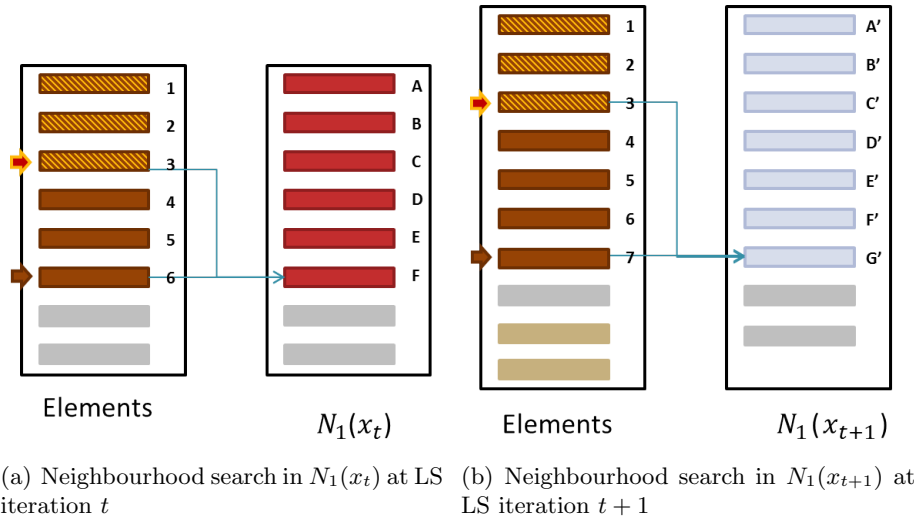 1
2
3
4
5
6
Elements
A
B
C
D
E
F
N₁(xₜ)
1
2
3
4
5
6
7
Elements
A’
B’
C’
D’
E’
F’
G’
N₁(xₜ₊₁)
(a) Neighbourhood search in N₁(xₜ) at LS
iteration t
(b) Neighbourhood search in N₁(xₜ₊₁) at
LS iteration t + 1